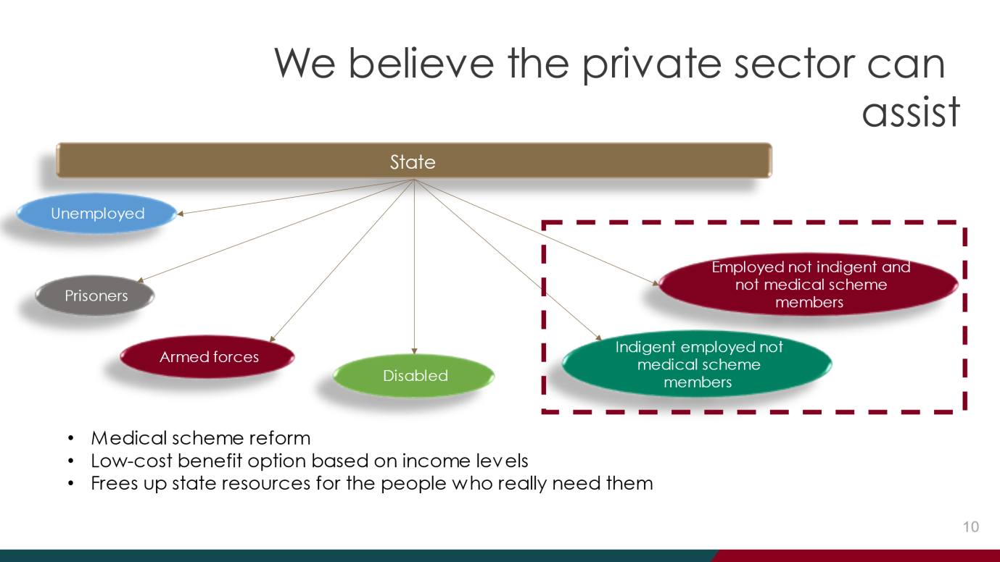 We believe the private sector can
assist
State
Unemployed
Employed not indigent and
not medical scheme
members
Prisoners
Indigent employed not
medical scheme
members
Armed forces
Disabled
• Medical scheme reform
• Low-cost benefit option based on income levels
• Frees up state resources for the people who really need them
10